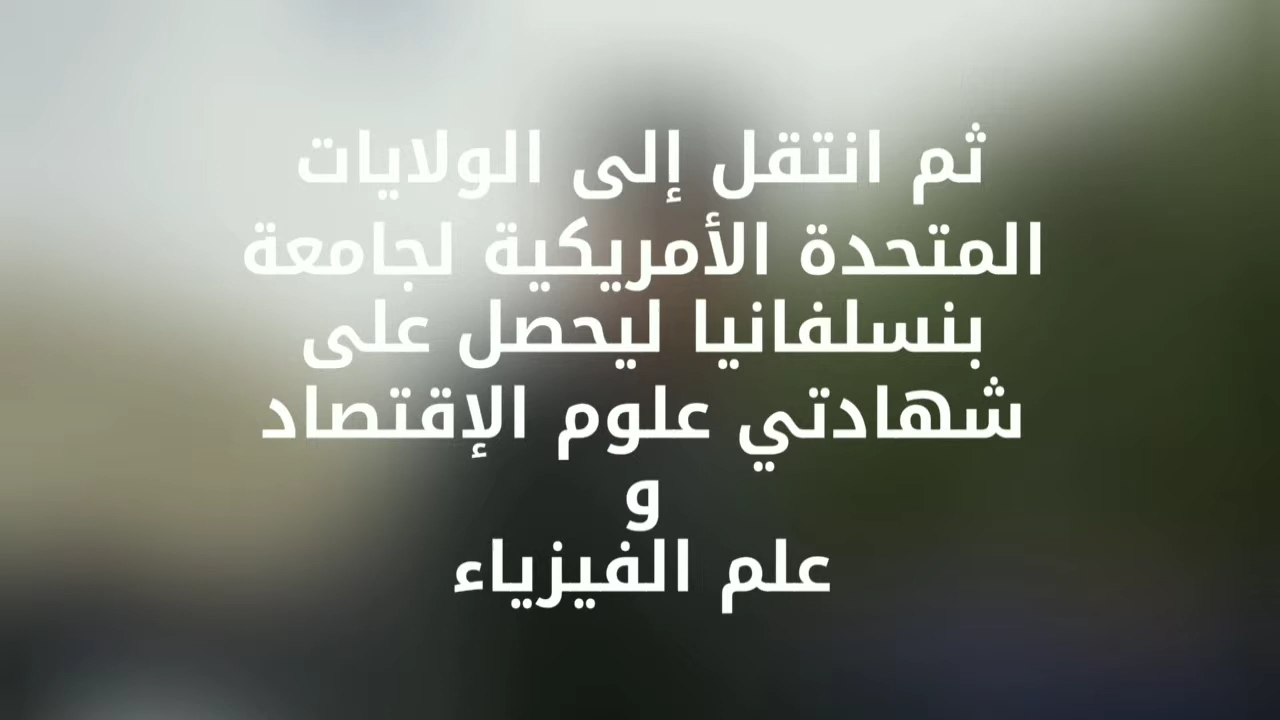 ثم انتقل إلى الولايات
المتحدة الأمريكية لجامعة
بنسلفانيا ليحصل على
شهادتي علوم الإقتصاد
و
علم الفيزياء